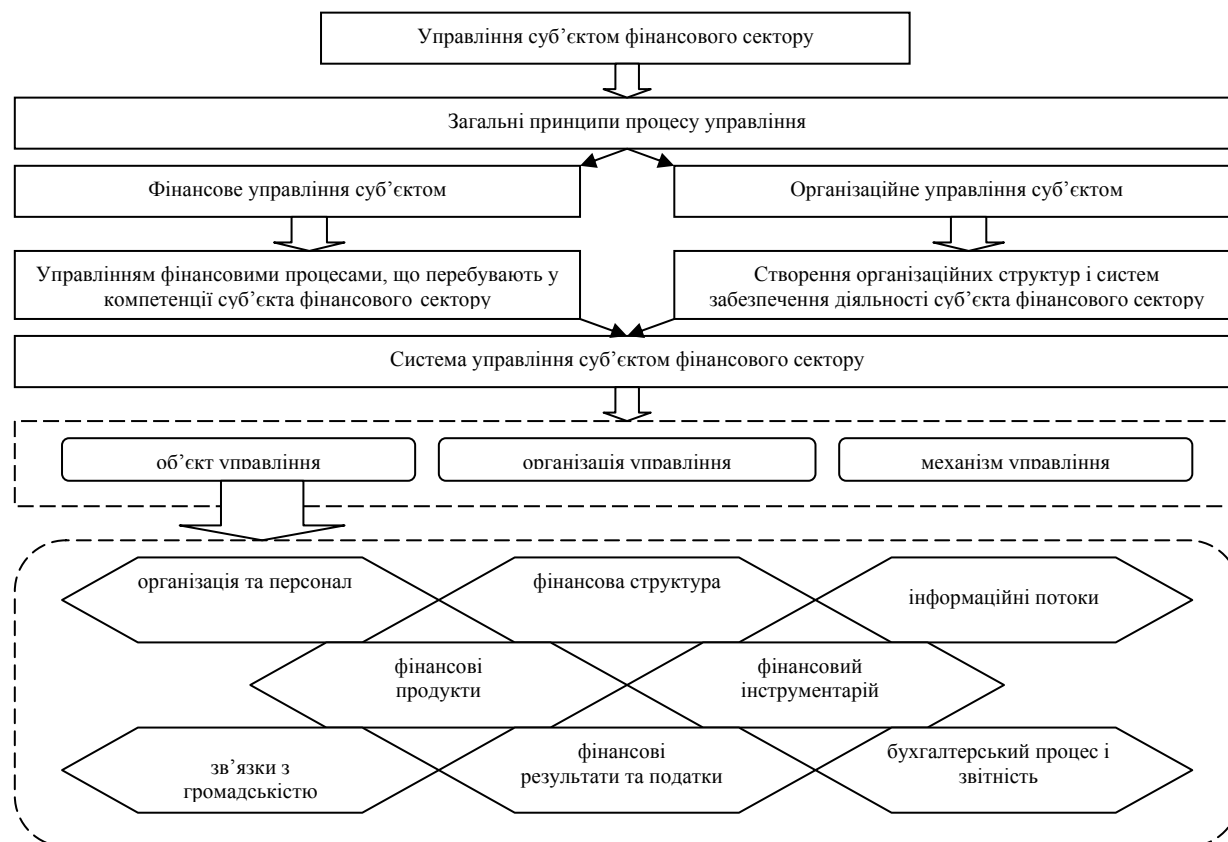 Управління суб’єктом фінансового сектору
Загальні принципи процесу управління
Фінансове управління суб’єктом
Організаційне управління суб’єктом
Управлінням фінансовими процесами, що перебувають у
компетенції суб’єкта фінансового сектору
Створення організаційних структур і систем
забезпечення діяльності суб’єкта фінансового сектору
Система управління суб’єктом фінансового сектору
об’єкт управління
організація управління
механізм управління
організація та персонал
фінансова структура
інформаційні потоки
фінансові
продукти
фінансовий
інструментарій
зв’язки з
громадськістю
фінансові
результати та податки
бухгалтерський процес і
звітність